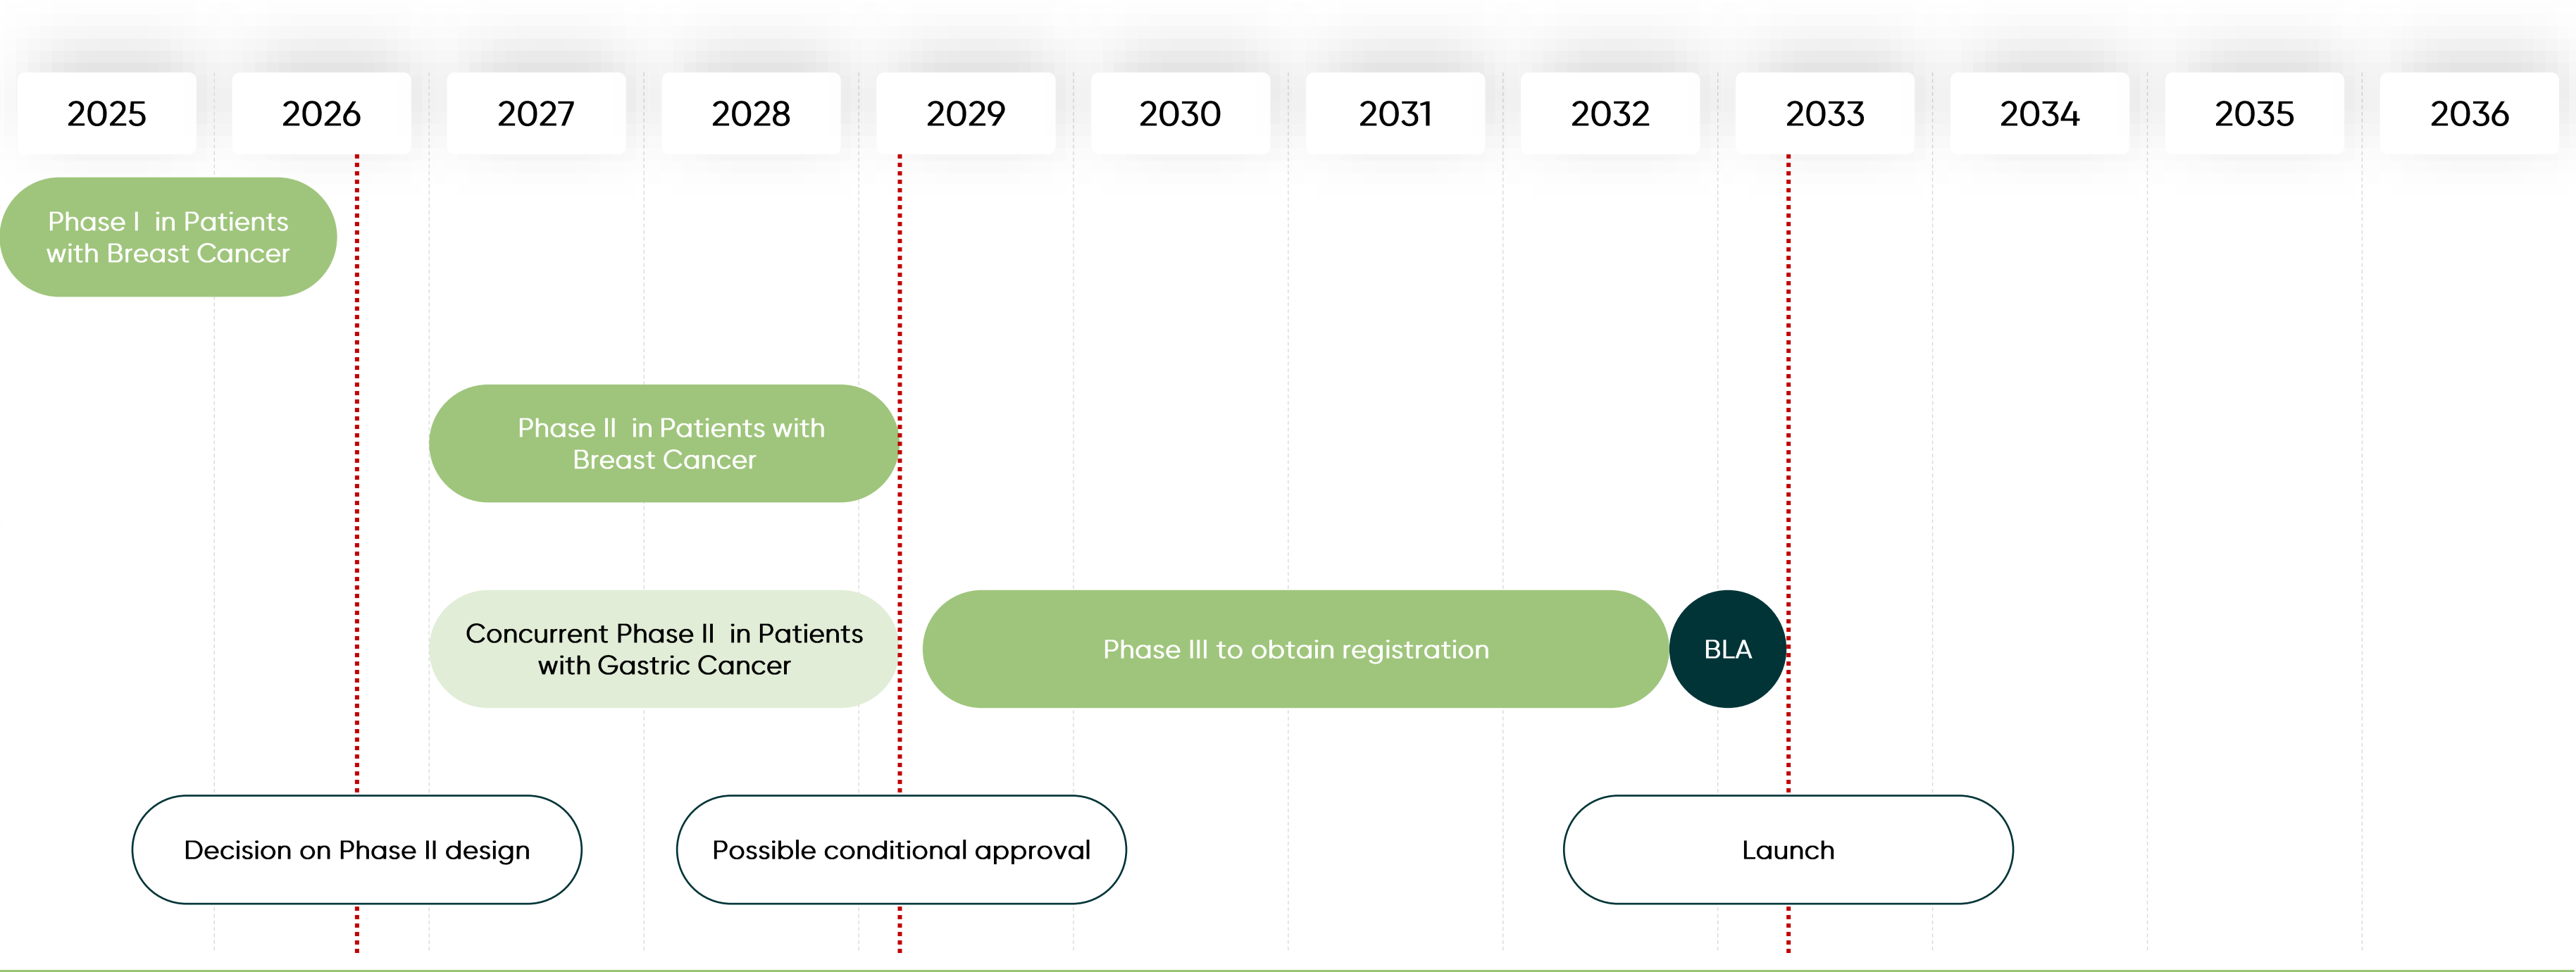 2025
2026
2027
2028
2029
2030
2031
2032
2033
2034
2035
2036
Phase I in Patients
with Breast Cancer
Phase II in Patients with
Breast Cancer
Concurrent Phase II in Patients
with Gastric Cancer
Phase III to obtain registration
BLA
Decision on Phase II design
Possible conditional approval
Launch